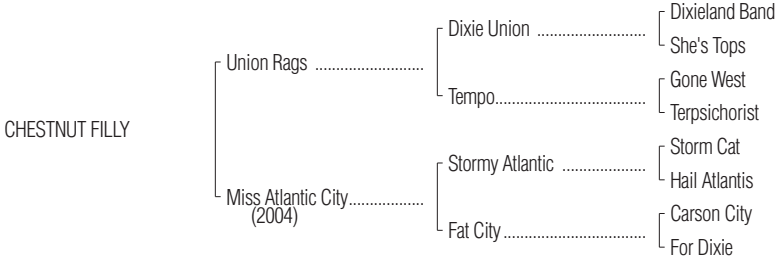 Dixieland Band
Dixie Union ..........................
She's Tops
Union Rags ..........................
Gone West
Tempo....................................
Terpsichorist
CHESTNUT FILLY
Storm Cat
Stormy Atlantic ....................
Hail Atlantis
Miss Atlantic City..................
(2004)
Carson City
Fat City..................................
For Dixie